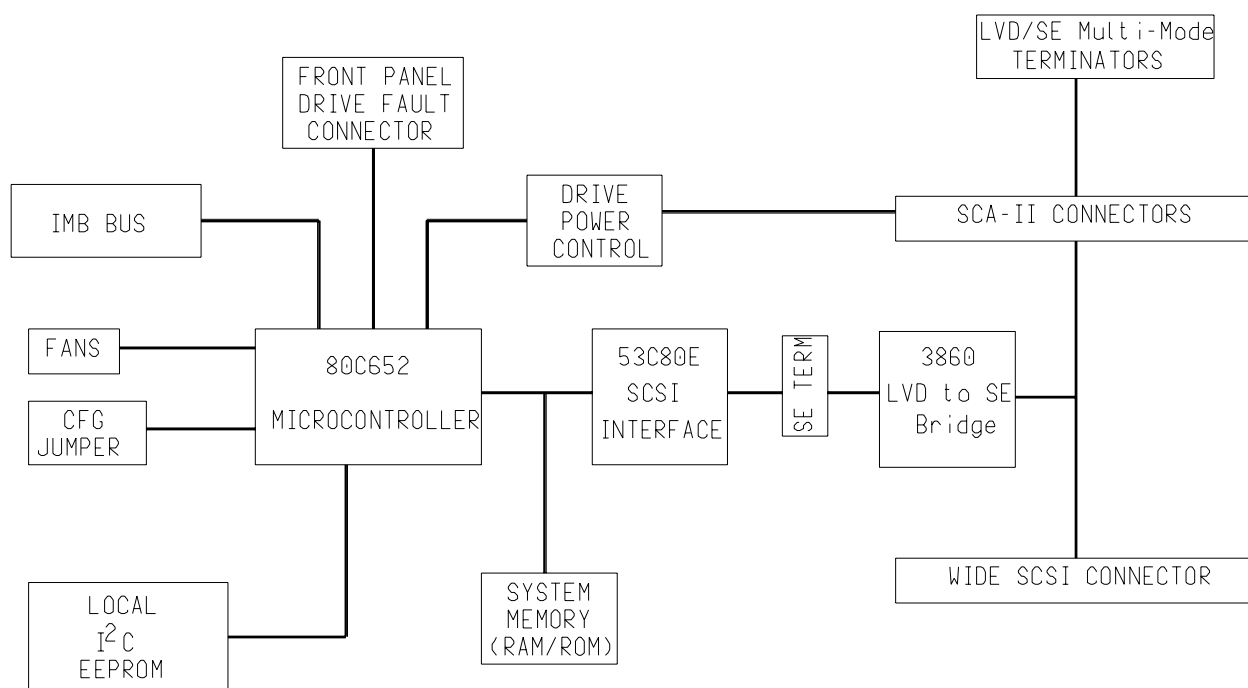 LVD/SE Multi-Mode
TERMINATORS
FRONT PANEL
DRIVE FAULT
CONNECTOR
IMB BUS
DRIVE
POWER
CONTROL
SCA-II CONNECTORS
FANS
80C652
MICROCONTROLLER
53C80E
SCSI
INTERFACE
SE TERM
3860
LVD to SE
Bridge
CFG
JUMPER
WIDE SCSI CONNECTOR
LOCAL
I²C
EEPROM
SYSTEM
MEMORY
(RAM/ROM)